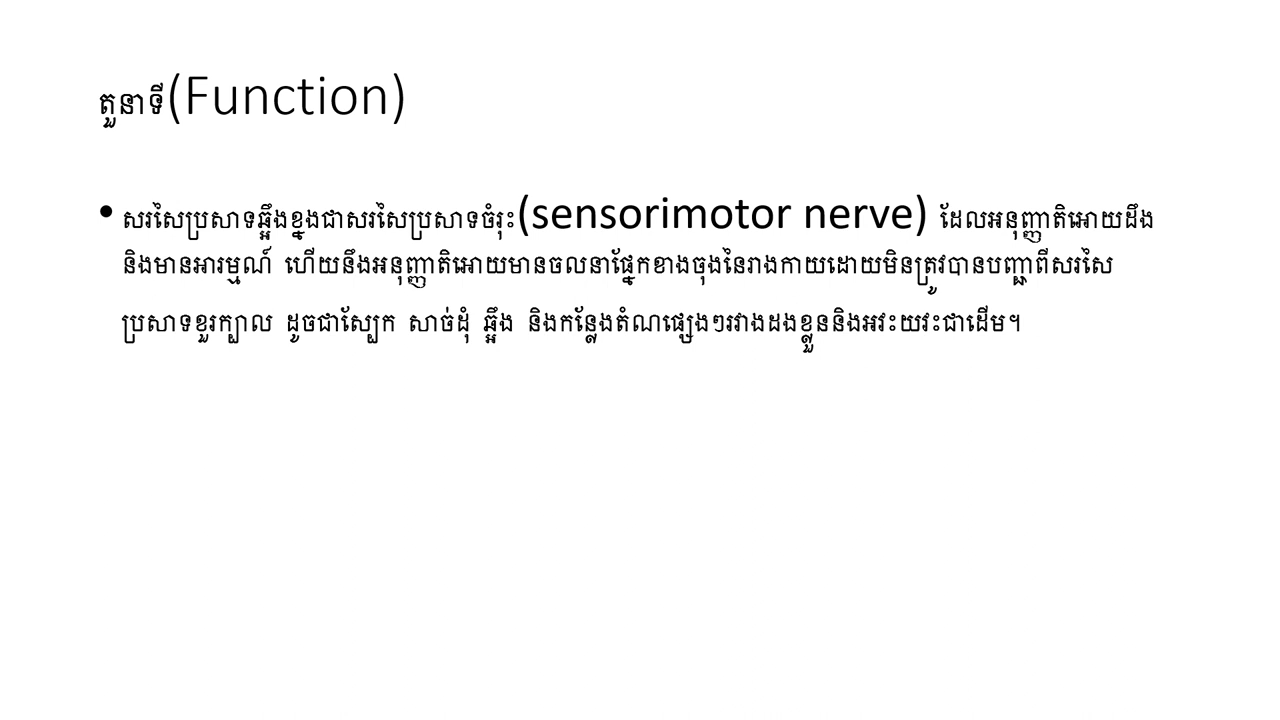 តួនាទី(Function)
• សរសៃប្រសាទឆ្អឹងខ្នងជាសរសៃប្រសាទចំរុះ(sensorimotor nerve) ដែលអនុញ្ញាតិអោយដឹង
និងមានអារម្មណ៍ ហើយនឹងអនុញ្ញាតិអោយមានចលនាផ្នែកខាងចុងនៃរាងកាយដោយមិនត្រូវបានបញ្ជាពីសរសៃ
ប្រសាទខួរក្បាល ដូចជាស្បែក សាច់ដុំ ឆ្អឹង និងកន្លែងតំណផ្សេងៗរវាងដងខ្លួននិងអវះយវះជាដើម។